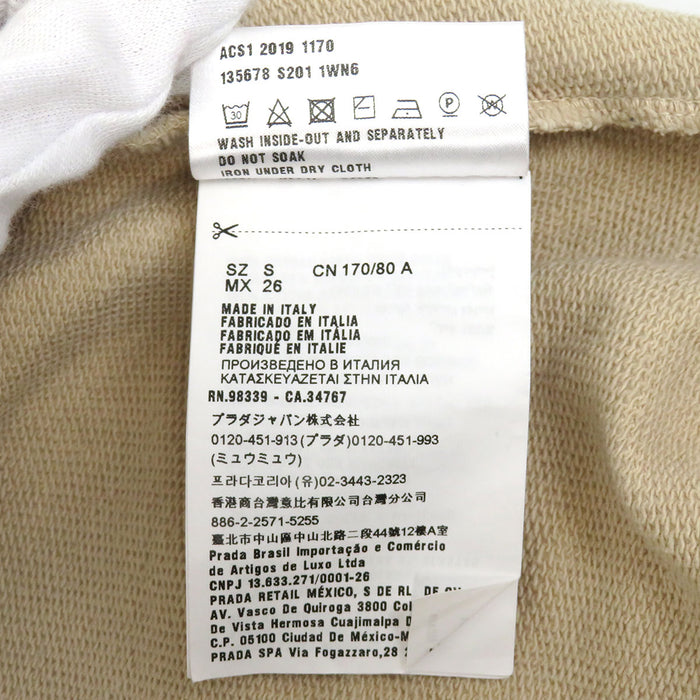 ACS1 2019 1170
135678 S201 1WN6
30
P
WASH INSIDE-OUT AND SEPARATELY
DO NOT SOAK
IRON UNDER DRY CLOTH
SZ S CN 170/80 A
MX 26
MADE IN ITALY
FABRICADO EN ITALIA
FABRICADO EM ITÁLIA
FABRIQUÉ EN ITALIE
ПРОИЗВЕДЕНО В ИТАЛИЯ
ΚΑΤΑΣΚΕΥΑΖΕΤΑΙ ΣΤΗΝ ΙΤΑΛΙΑ
RN.98339 - CA.34767
プラダジャパン株式会社
0120-451-913 (プラダ)0120-451-993
(ミュウミュウ)
프라다코리아 (유)02-3443-2323
香港商台灣意比有限公司台灣分公司
886-2-2571-5255
臺北市中山區中山北路二段44號12樓A室
Prada Brasil Importação e Comércio
de Artigos de Luxo Ltda
CNPJ 13.633.271/0001-26
PRADA RETAIL MÉXICO, S DE RL DE CV
AV. Vasco De Quiroga 3800 Col
De Vista Hermosa Cuajimalpa D
C.P. 05100 Ciudad De México-M
PRADA SPA Via Fogazzaro,28 2